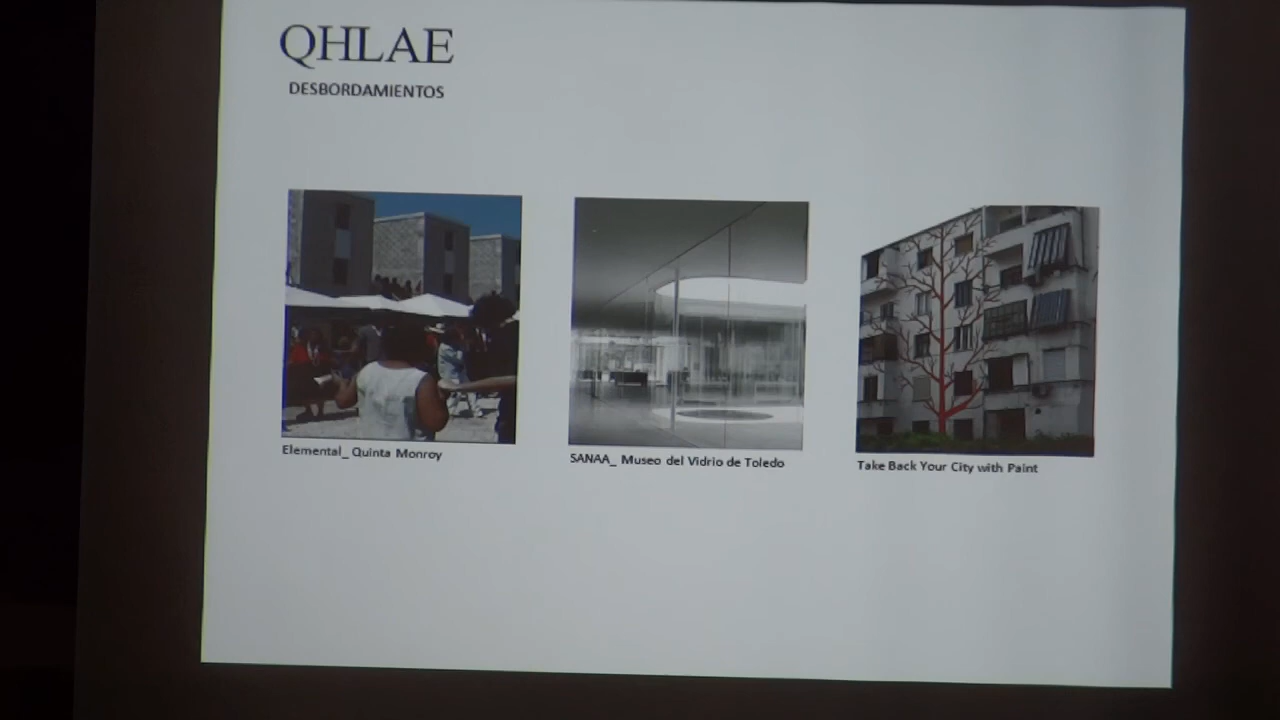 QHLAE
DESBORDAMIENTOS
Elemental_ Quinta Monroy
SANAA_ Museo del Vidrio de Toledo
Take Back Your City with Paint